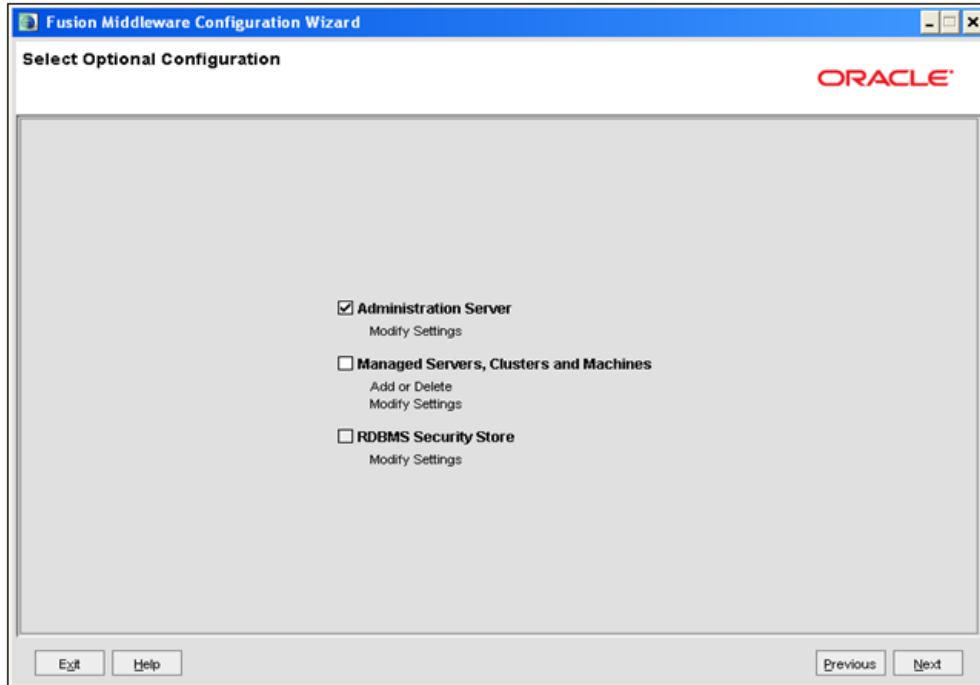 Fusion Middleware Configuration Wizard
Select Optional Configuration
ORACLE
Administration Server
Modify Settings
Managed Servers, Clusters and Machines
Add or Delete
Modify Settings
RDBMS Security Store
Modify Settings
Exit Help Previous Next